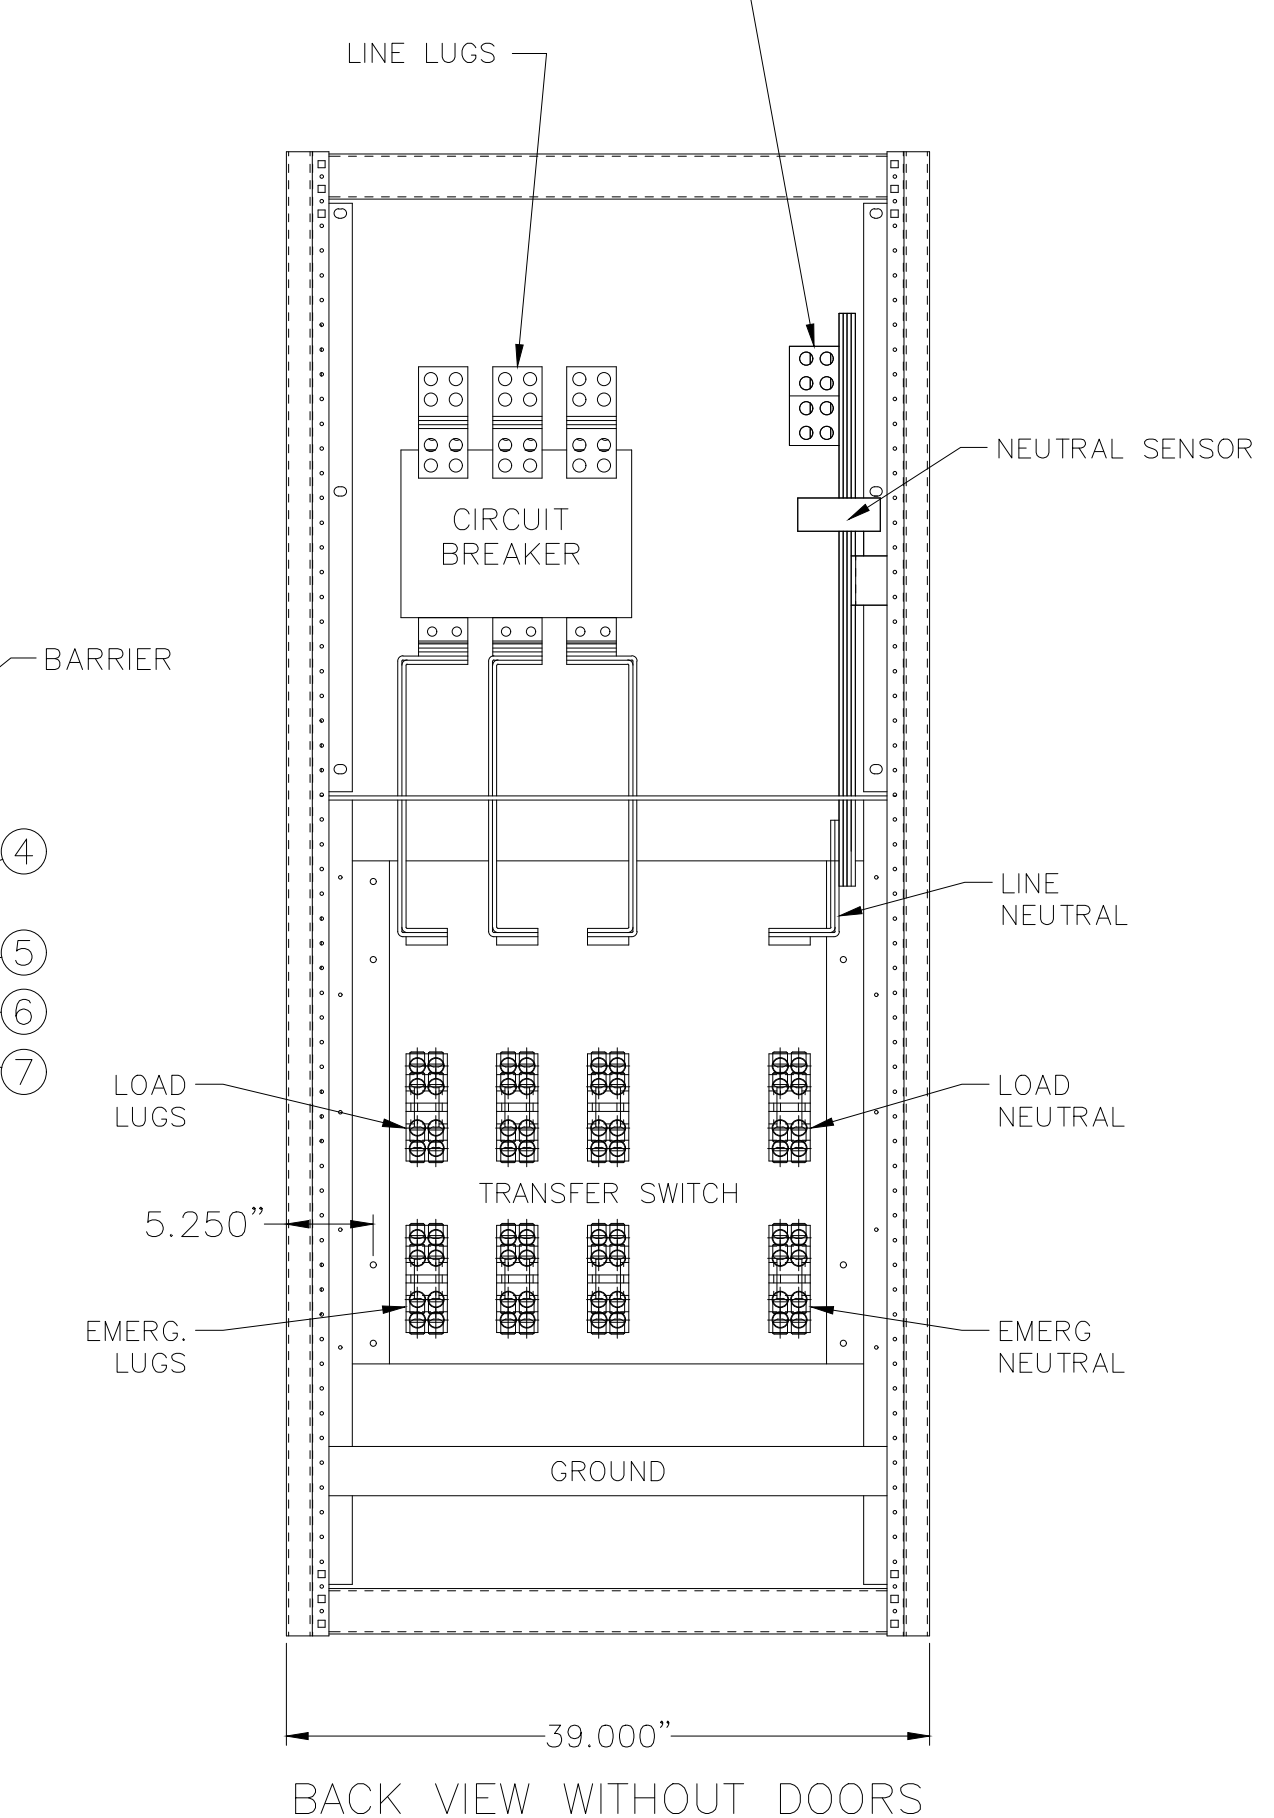 LINE LUGS
NEUTRAL SENSOR
CIRCUIT
BREAKER
BARRIER
4
LINE
NEUTRAL
5
6
7
LOAD
LUGS
LOAD
NEUTRAL
TRANSFER SWITCH
5.250”
EMERG.
LUGS
EMERG
NEUTRAL
GROUND
39.000”
BACK VIEW WITHOUT DOORS